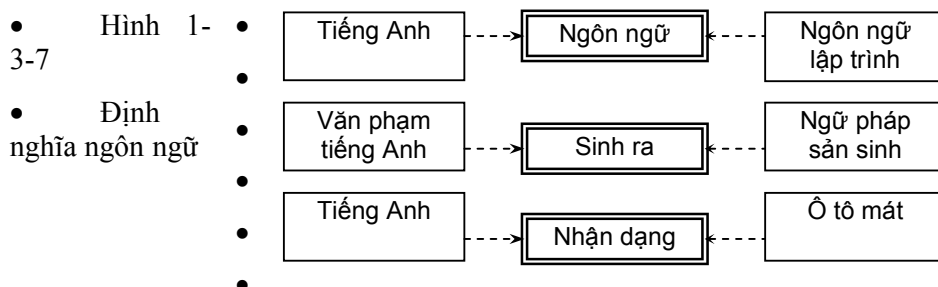 • Hình 1-
3-7
• Định
nghĩa ngôn ngữ
•
•
•
•
•
•
Tiếng Anh
Ngôn ngữ
Ngôn ngữ
lập trình
Văn phạm
tiếng Anh
Sinh ra
Ngữ pháp
sản sinh
Tiếng Anh
Nhận dạng
Ô tô mát